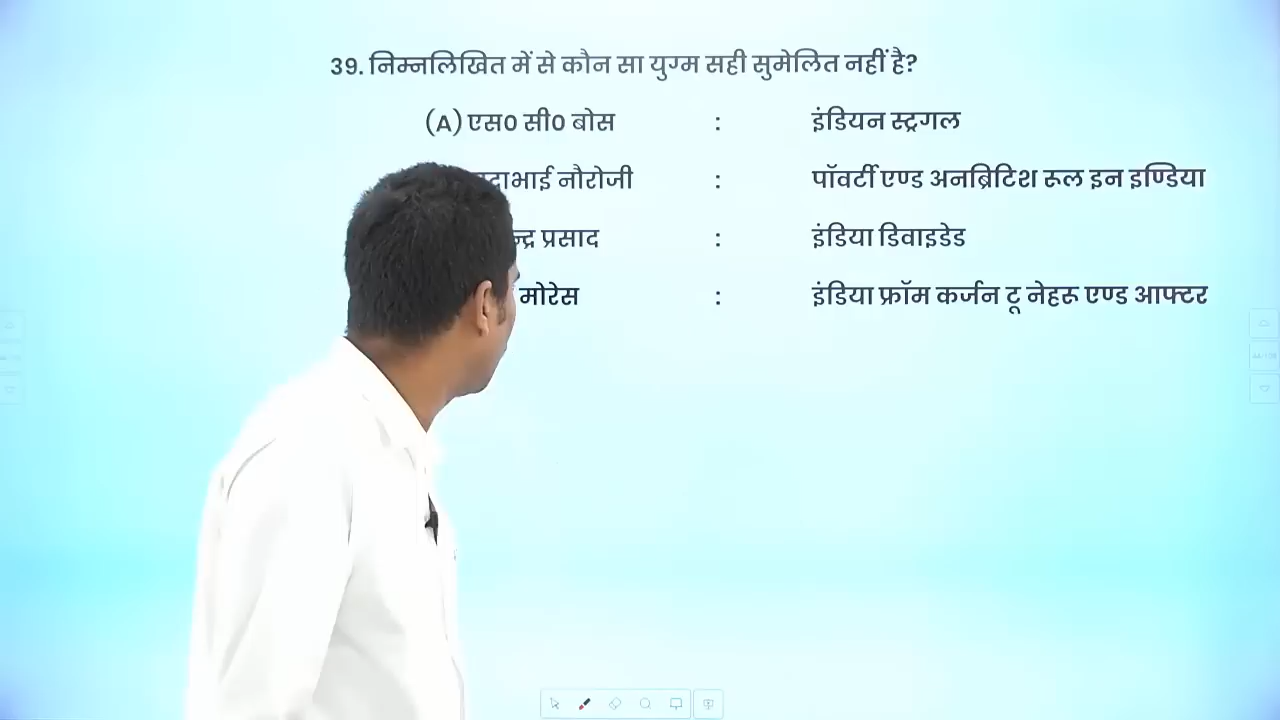 39. निम्नलिखित में से कौन सा युग्म सही सुमेलित नहीं है?
(A) एस0 सी0 बोस : इंडियन स्ट्रगल
नौरोजी : पॉवर्टी एण्ड अनब्रिटिश रूल इन इण्डिया
प्रसाद : इंडिया डिवाइडेड
मोरेस : इंडिया फ्रॉम कर्जन टू नेहरू एण्ड आफ्टर